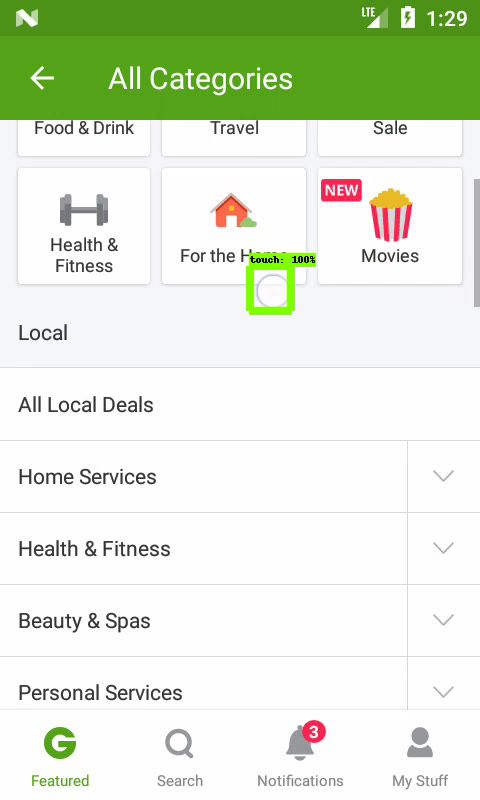 LTE 1:29
All Categories
Food & Drink
Travel
Sale
NEW
Health &
Fitness
For the Home
Movies
touch: 100%
Local
All Local Deals
Home Services
Health & Fitness
Beauty & Spas
Personal Services
3
Featured
Search
Notifications
My Stuff